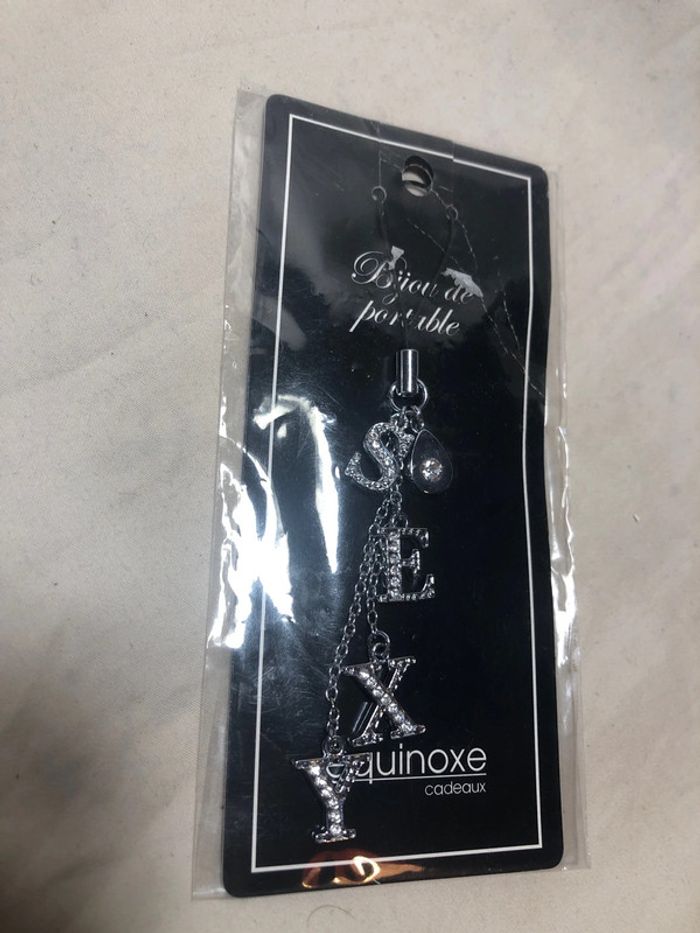 Bijou de
portable
S
E
X
Y
equinoxe
cadeaux